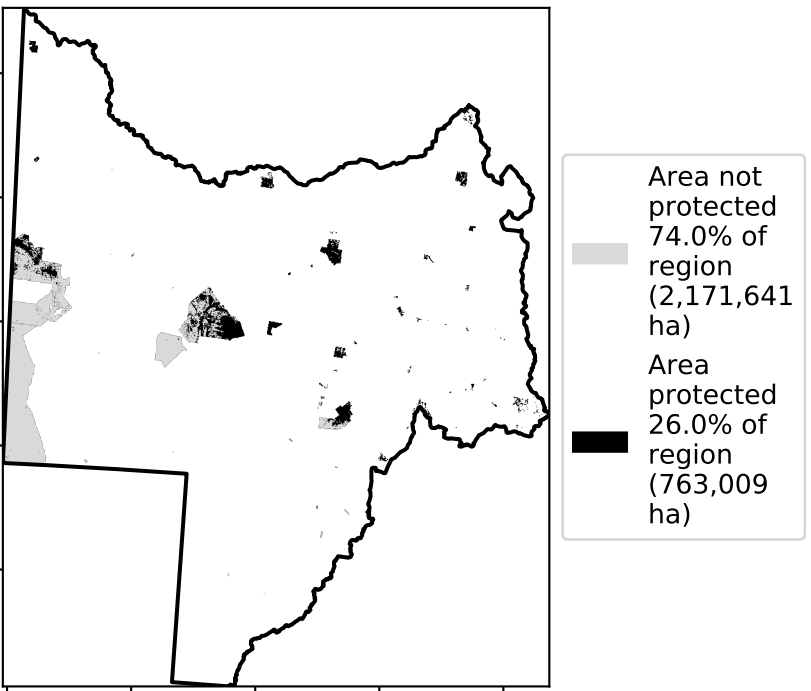 Area not
protected
74.0% of
region
(2,171,641
ha)
Area
protected
26.0% of
region
(763,009
ha)